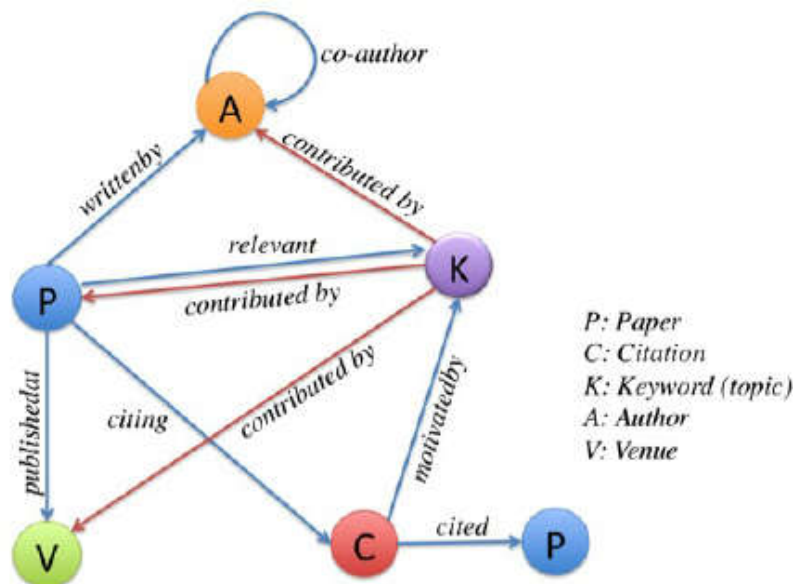 co-author
A
writtenby
contributed by
relevant
K
P
contributed by
contributed by
publishedat
citing
motivatedby
P: Paper
C: Citation
K: Keyword (topic)
A: Author
V: Venue
V
C
cited
P